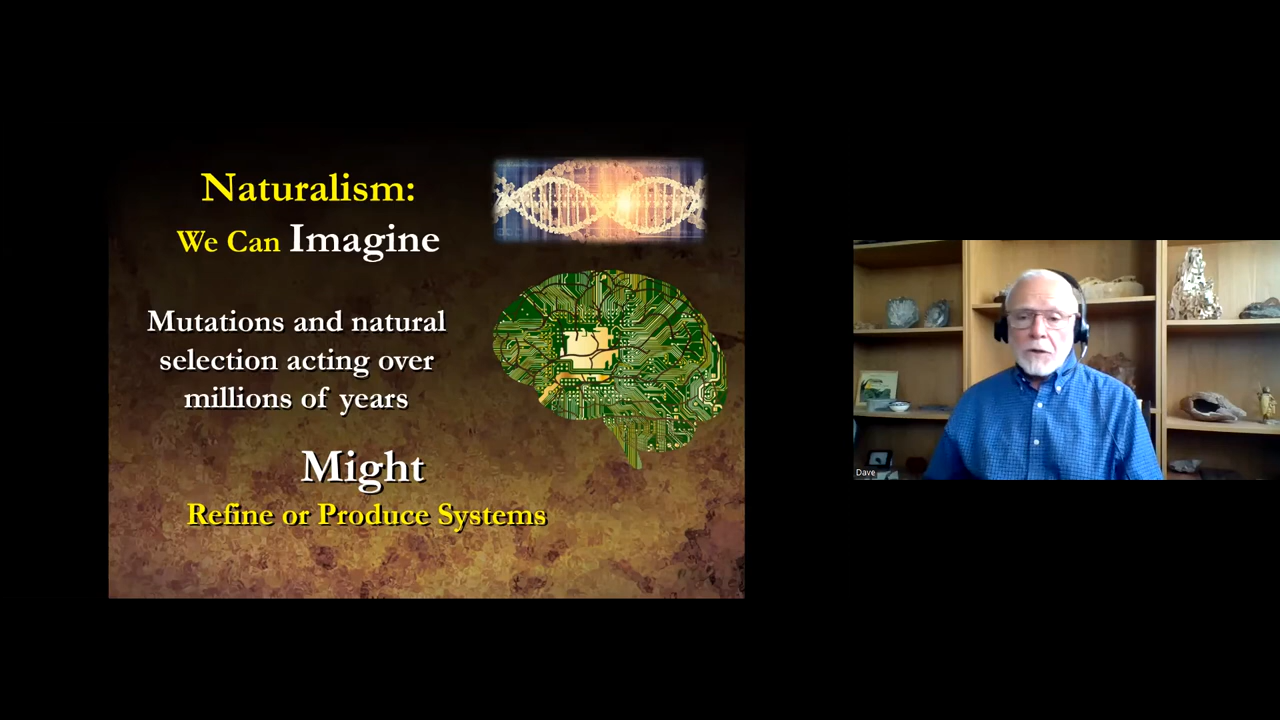 Naturalism:
We Can Imagine
Mutations and natural
selection acting over
millions of years
Might
Refine or Produce Systems
Dave